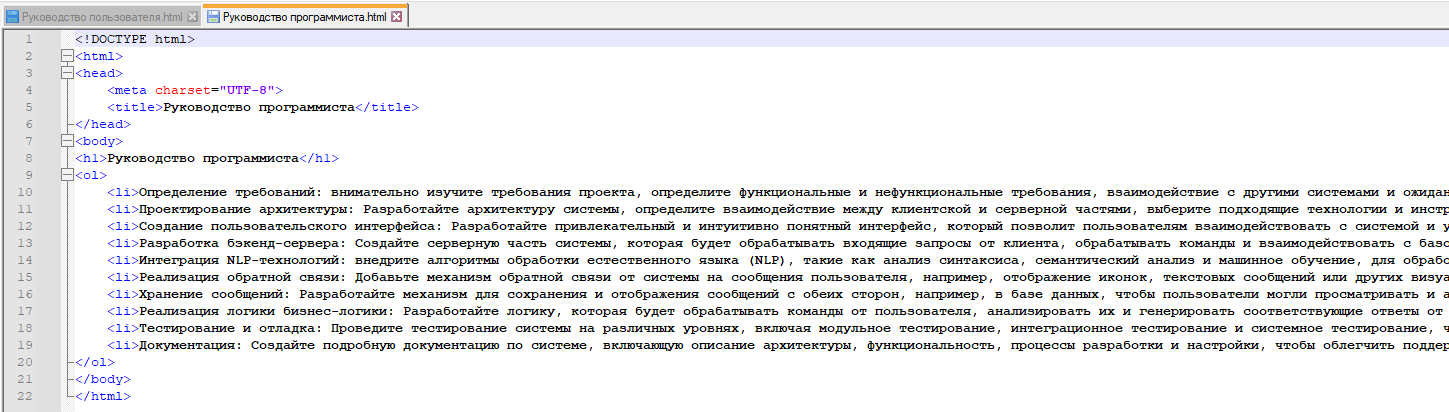 Руководство пользователя.html Руководство программиста.html
1 <!DOCTYPE html>
2 <html>
3 <head>
4 <meta charset="UTF-8">
5 <title>Руководство программиста</title>
6 </head>
7 <body>
8 <h1>Руководство программиста</h1>
9 <ol>
10 <li>Определение требований: внимательно изучите требования проекта, определите функциональные и нефункциональные требования, взаимодействие с другими системами и ожидан
11 <li>Проектирование архитектуры: Разработайте архитектуру системы, определите взаимодействие между клиентской и серверной частями, выберите подходящие технологии и инстр
12 <li>Создание пользовательского интерфейса: Разработайте привлекательный и интуитивно понятный интерфейс, который позволит пользователям взаимодействовать с системой и у
13 <li>Разработка бэкенд-сервера: Создайте серверную часть системы, которая будет обрабатывать входящие запросы от клиента, обрабатывать команды и взаимодействовать с базо
14 <li>Интеграция NLP-технологий: внедрите алгоритмы обработки естественного языка (NLP), такие как анализ синтаксиса, семантический анализ и машинное обучение, для обрабо
15 <li>Реализация обратной связи: Добавьте механизм обратной связи от системы на сообщения пользователя, например, отображение иконок, текстовых сообщений или других визуа
16 <li>Хранение сообщений: Разработайте механизм для сохранения и отображения сообщений с обеих сторон, например, в базе данных, чтобы пользователи могли просматривать и а
17 <li>Реализация логики бизнес-логики: Разработайте логику, которая будет обрабатывать команды от пользователя, анализировать их и генерировать соответствующие ответы от
18 <li>Тестирование и отладка: Проведите тестирование системы на различных уровнях, включая модульное тестирование, интеграционное тестирование и системное тестирование, ч
19 <li>Документация: Создайте подробную документацию по системе, включающую описание архитектуры, функциональность, процессы разработки и настройки, чтобы облегчить поддер
20 </ol>
21 </body>
22 </html>